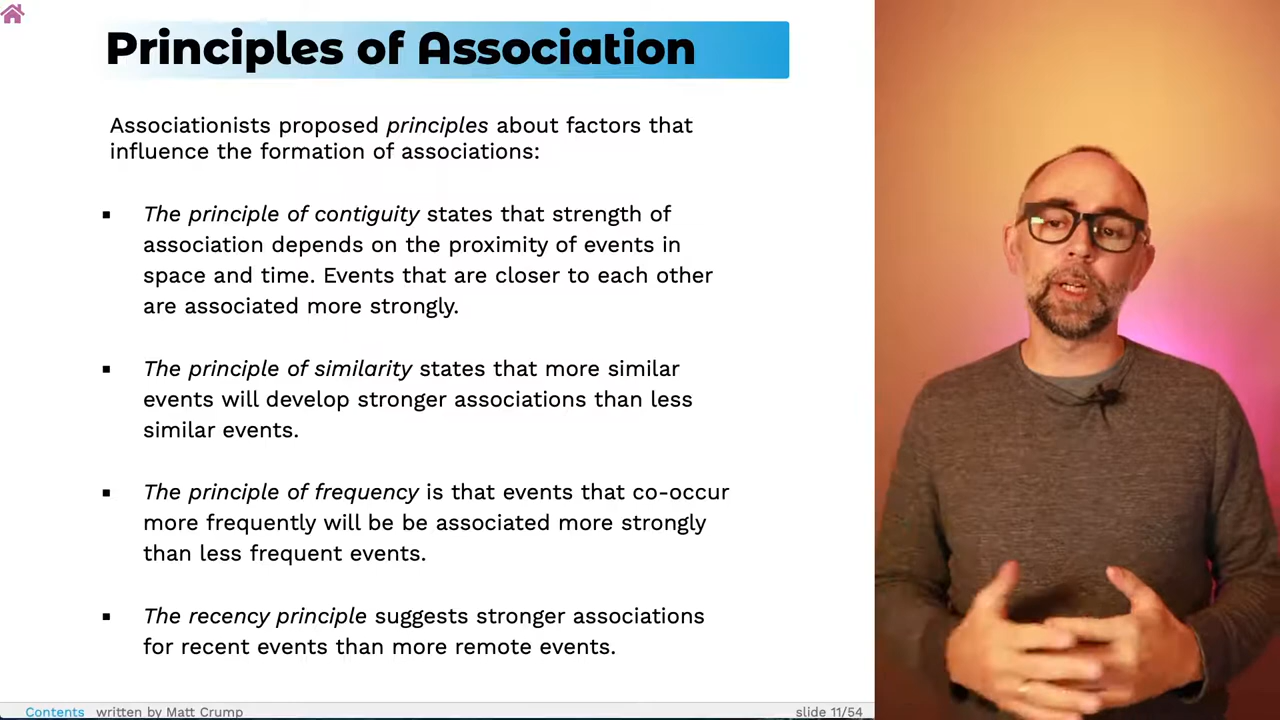 Principles of Association
Associationists proposed principles about factors that
influence the formation of associations:
▪ The principle of contiguity states that strength of
association depends on the proximity of events in
space and time. Events that are closer to each other
are associated more strongly.
▪ The principle of similarity states that more similar
events will develop stronger associations than less
similar events.
▪ The principle of frequency is that events that co-occur
more frequently will be be associated more strongly
than less frequent events.
▪ The recency principle suggests stronger associations
for recent events than more remote events.
Contents written by Matt Crump slide 11/54